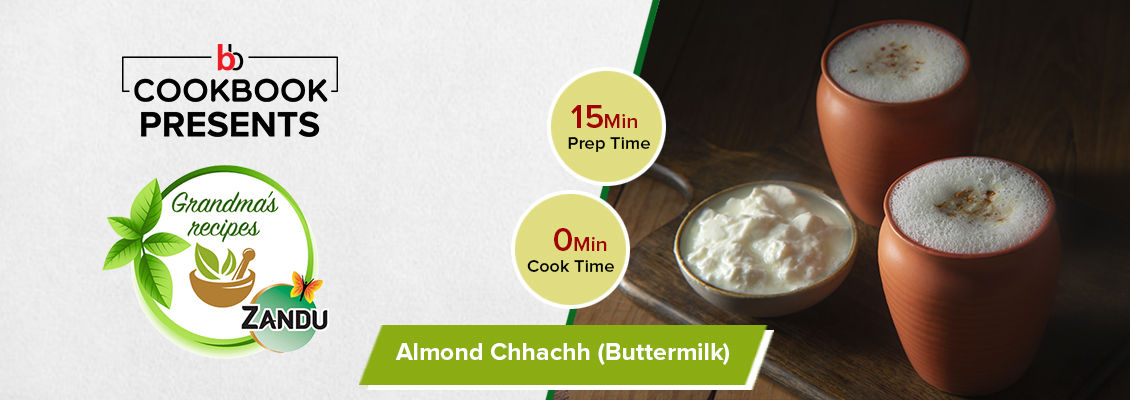 bb
COOKBOOK
PRESENTS
Grandma's
recipes
ZANDU
15Min
Prep Time
0Min
Cook Time
Almond Chhachh (Buttermilk)